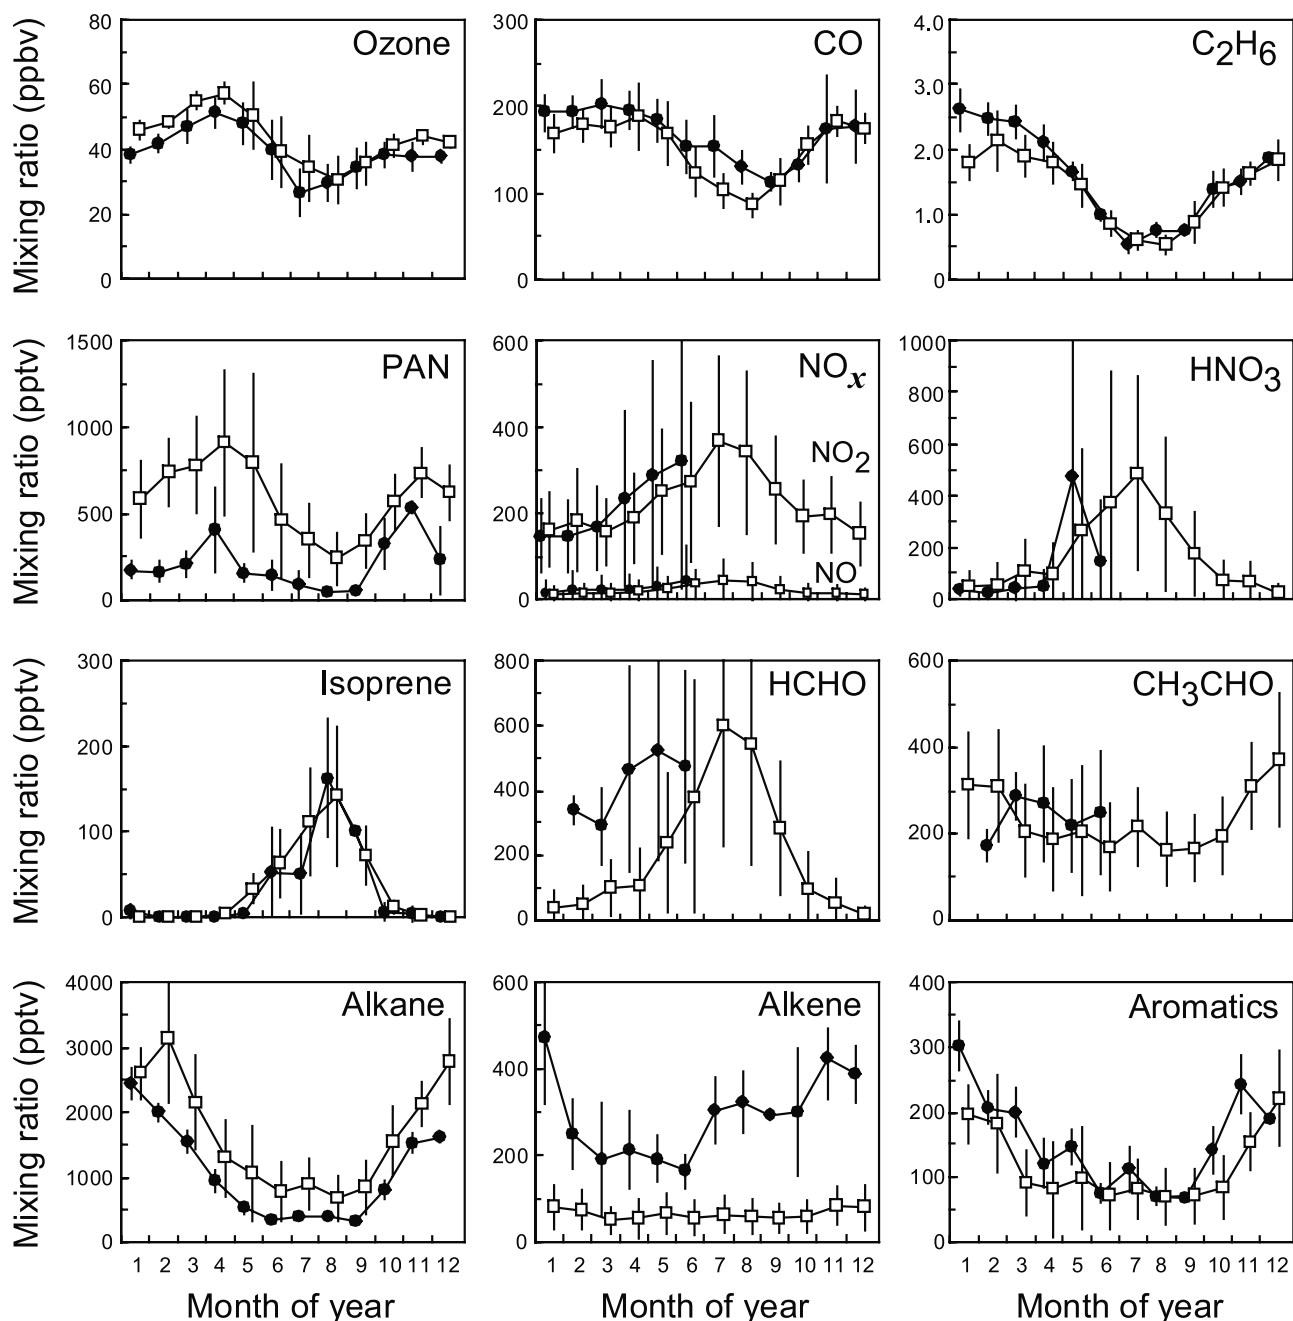 Mixing ratio (ppbv)
80
60
40
20
0
Ozone
300
200
100
0
CO
4.0
3.0
2.0
1.0
0
C2H6
Mixing ratio (pptv)
1500
1000
500
0
PAN
600
400
200
0
NOx
NO2
NO
1000
800
600
400
200
0
HNO3
Mixing ratio (pptv)
300
200
100
0
Isoprene
800
600
400
200
0
HCHO
600
400
200
0
CH3CHO
Mixing ratio (pptv)
4000
3000
2000
1000
0
Alkane
600
400
200
0
Alkene
400
300
200
100
0
Aromatics
1 2 3 4 5 6 7 8 9 10 11 12
1 2 3 4 5 6 7 8 9 10 11 12
1 2 3 4 5 6 7 8 9 10 11 12
Month of year
Month of year
Month of year